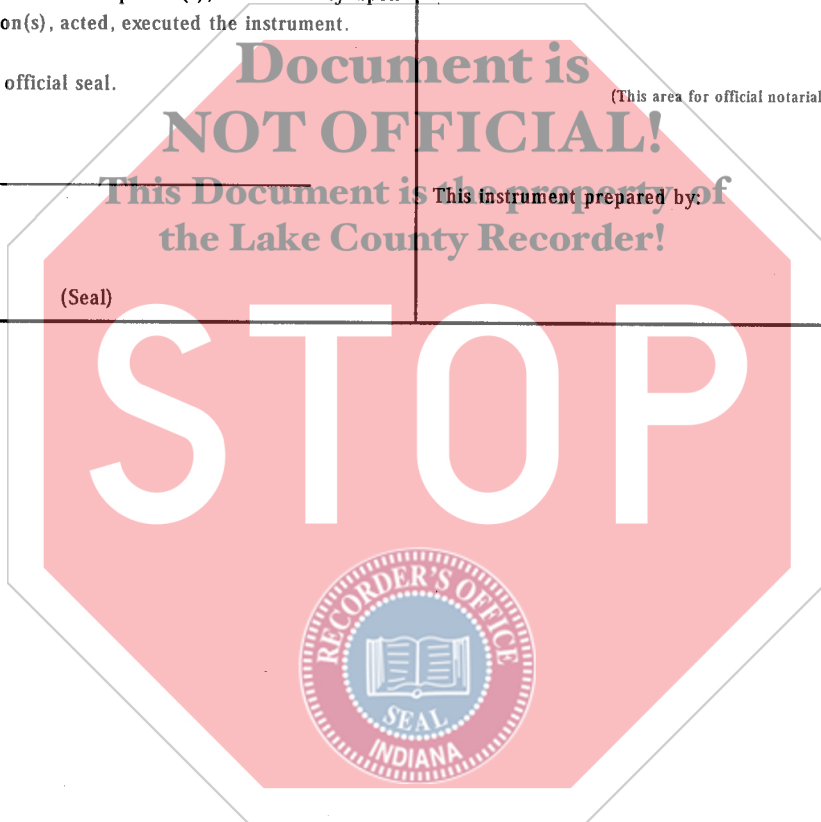 on(s), acted, executed the instrument.
official seal.
(This area for official notarial
Document is
NOT OFFICIAL!
This Document is the property of
the Lake County Recorder!
This instrument prepared by:
(Seal)
STOP
RECORDER'S OFFICE
SEAL
INDIANA